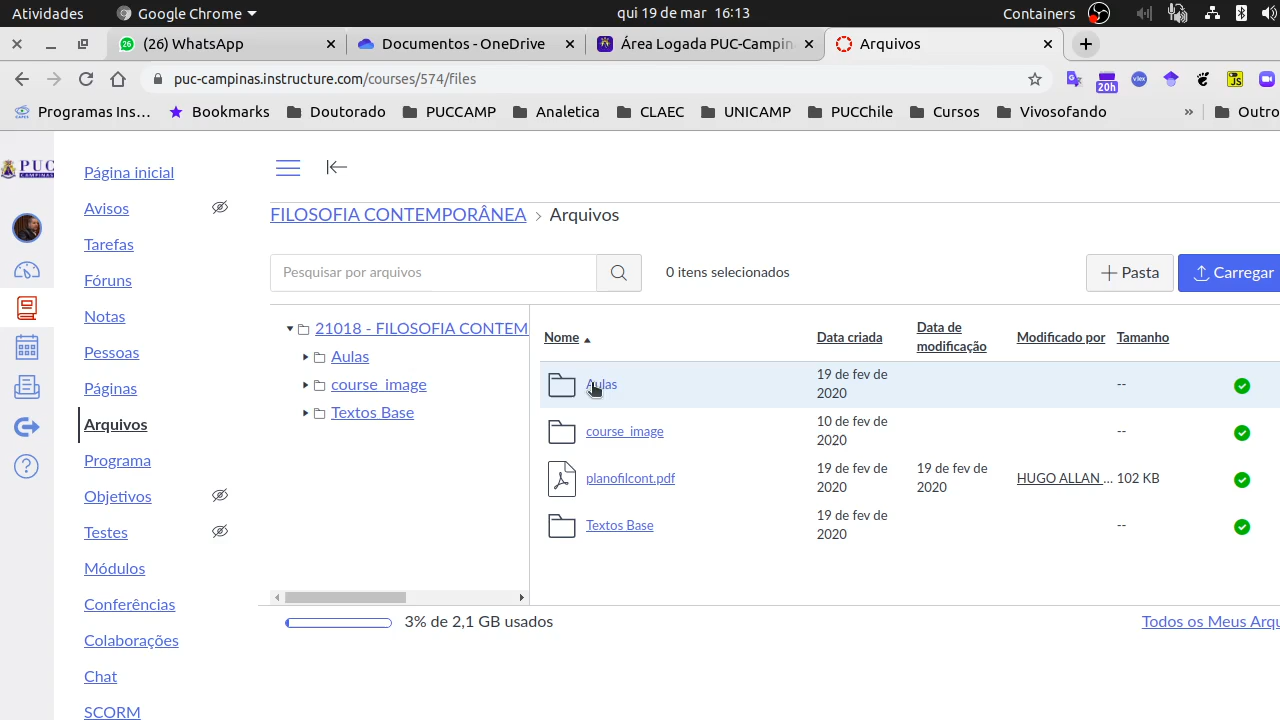 Atividades Google Chrome qui 19 de mar 16:13 Containers
(26) WhatsApp Documentos - OneDrive Área Logada PUC-Campin Arquivos
puc-campinas.instructure.com/courses/574/files
20h
vlex
JS
Programas Ins… Bookmarks Doutorado PUCCAMP Analetica CLAEC UNICAMP PUCChile Cursos Vivosofando » Outro
PUC
CAMPINAS
Página inicial
Avisos
Tarefas
Fóruns
Notas
Pessoas
Páginas
Arquivos
Programa
Objetivos
Testes
Módulos
Conferências
Colaborações
Chat
SCORM
FILOSOFIA CONTEMPORÂNEA > Arquivos
Pesquisar por arquivos
0 itens selecionados
Pasta
Carregar
21018 - FILOSOFIA CONTEM
Aulas
course_image
Textos Base
Nome Data criada Data de modificação Modificado por Tamanho
Aulas 19 de fev de 2020 --
course_image 10 de fev de 2020 --
planofilcont.pdf 19 de fev de 2020 19 de fev de 2020 HUGO ALLAN ... 102 KB
Textos Base 19 de fev de 2020 --
3% de 2,1 GB usados
Todos os Meus Arqu